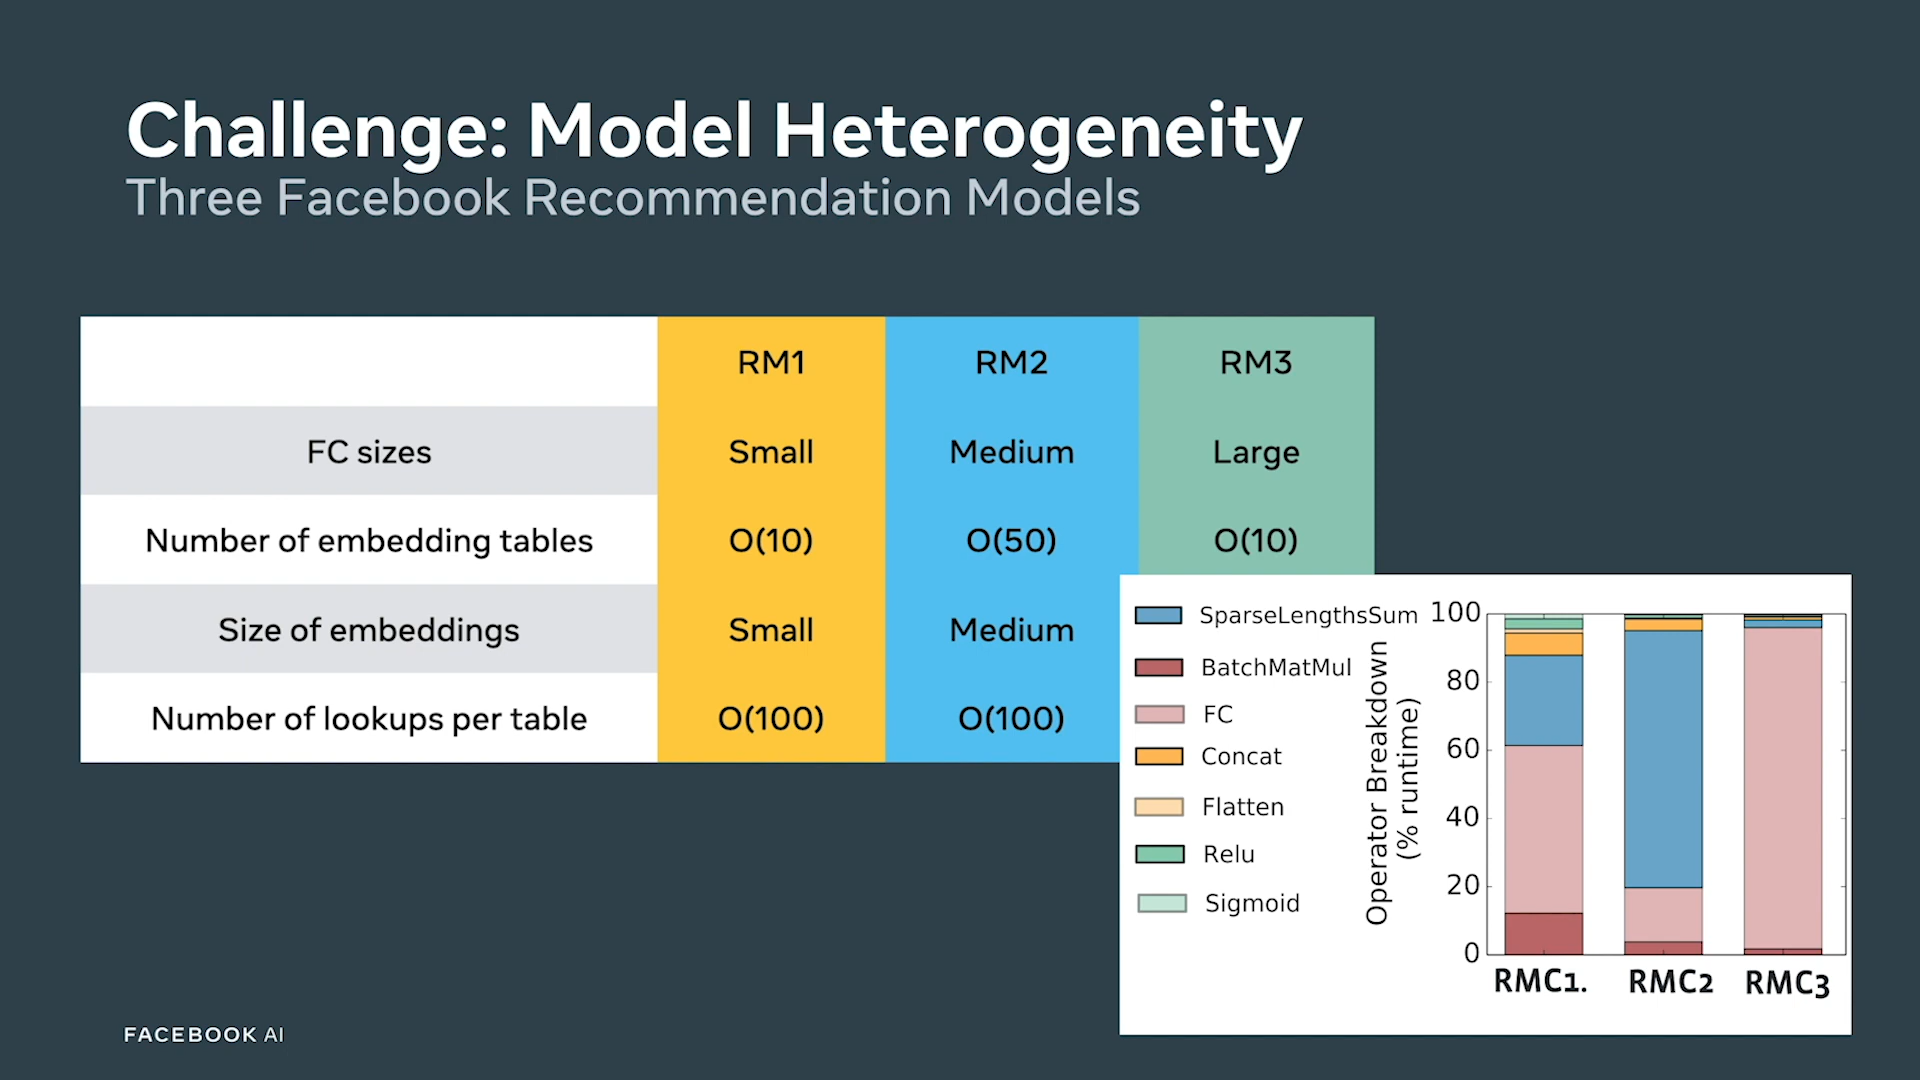 Challenge: Model Heterogeneity
Three Facebook Recommendation Models
RM1 RM2 RM3
FC sizes Small Medium Large
Number of embedding tables O(10) O(50) O(10)
Size of embeddings Small Medium
Number of lookups per table O(100) O(100)
SparseLengthsSum
BatchMatMul
FC
Concat
Flatten
Relu
Sigmoid
Operator Breakdown
(% runtime)
100
80
60
40
20
0
RMC1. RMC2 RMC3
FACEBOOK AI